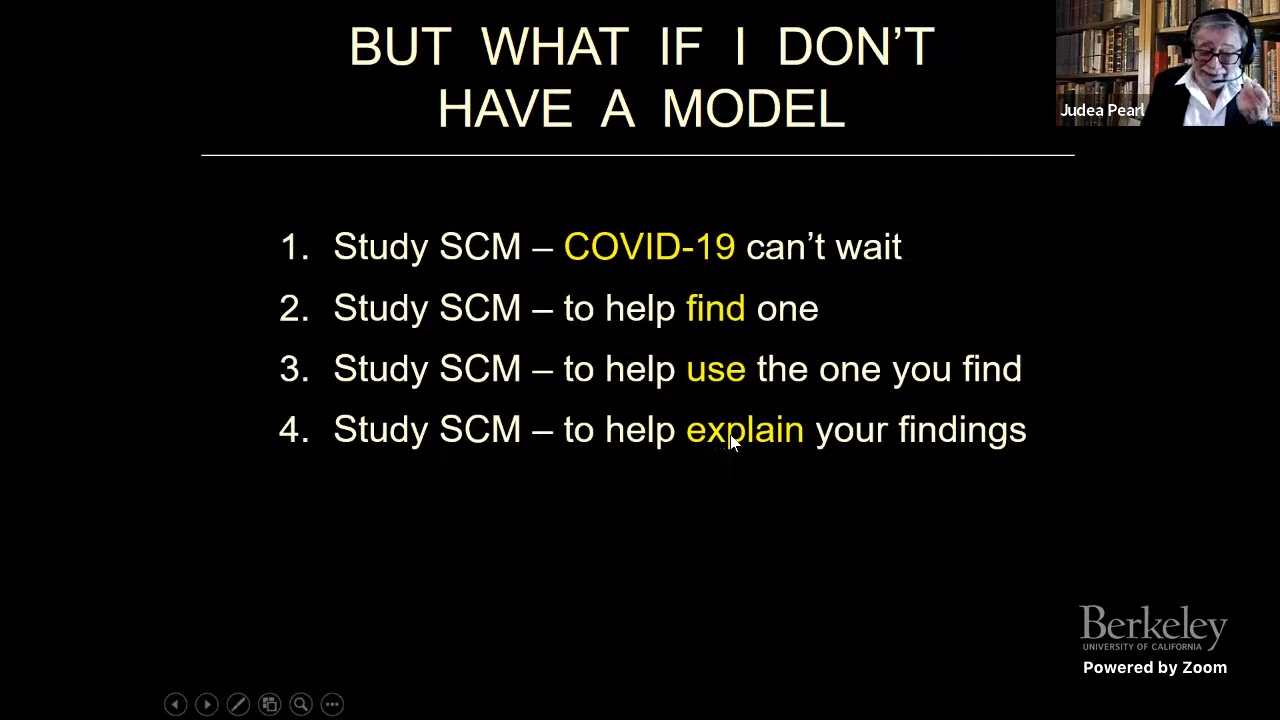 BUT WHAT IF I DON’T
HAVE A MODEL
Judea Pearl
1. Study SCM – COVID-19 can’t wait
2. Study SCM – to help find one
3. Study SCM – to help use the one you find
4. Study SCM – to help explain your findings
Berkeley
UNIVERSITY OF CALIFORNIA
Powered by Zoom